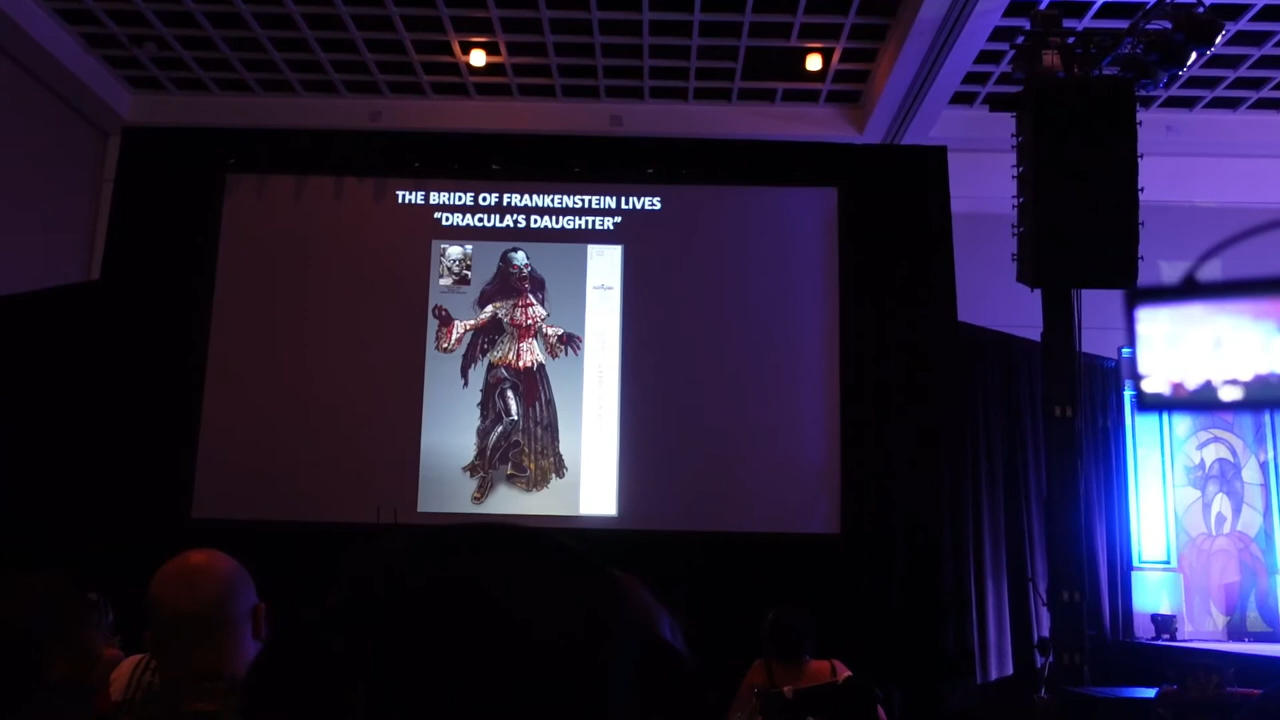 THE BRIDE OF FRANKENSTEIN LIVES
“DRACULA’S DAUGHTER”